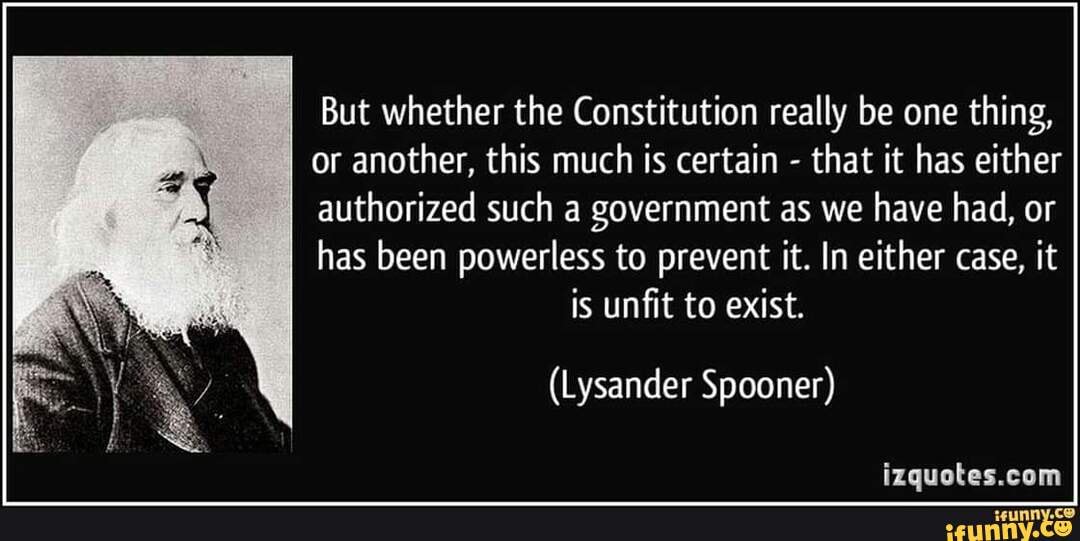 But whether the Constitution really be one thing,
or another, this much is certain - that it has either
authorized such a government as we have had, or
has been powerless to prevent it. In either case, it
is unfit to exist.
(Lysander Spooner)
izquotes.com
ifunny.co
ifunny.co